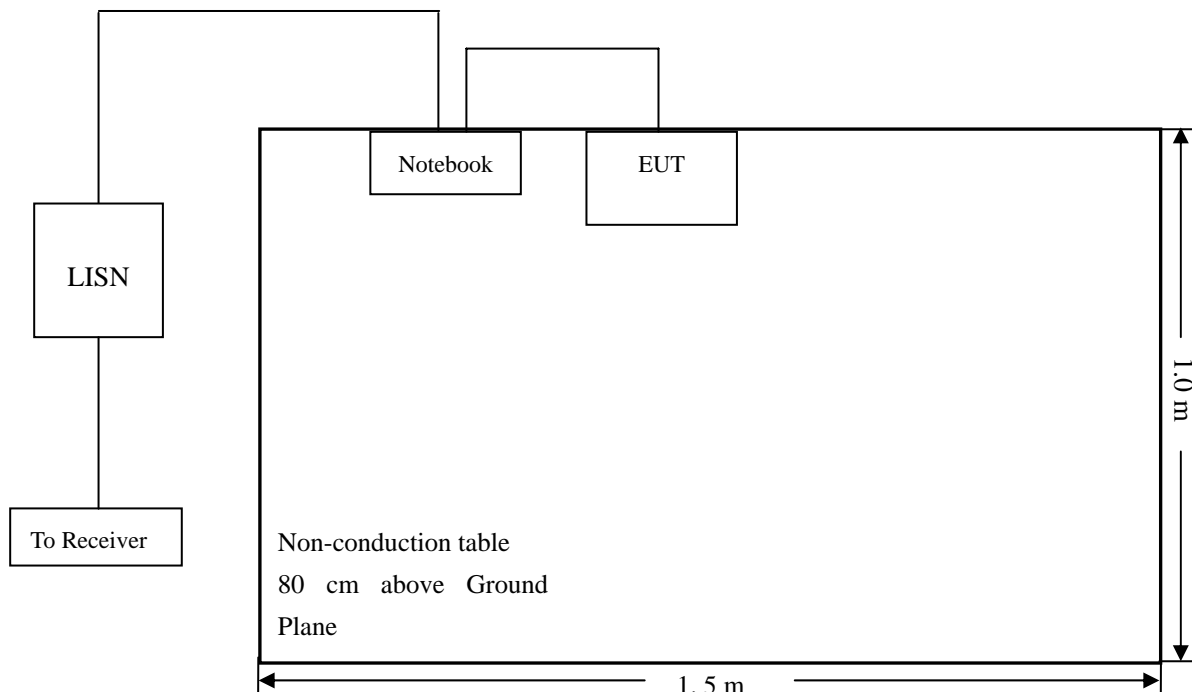 Notebook
EUT
LISN
1.0 m
To Receiver
Non-conduction table
80 cm above Ground
Plane
1. 5 m